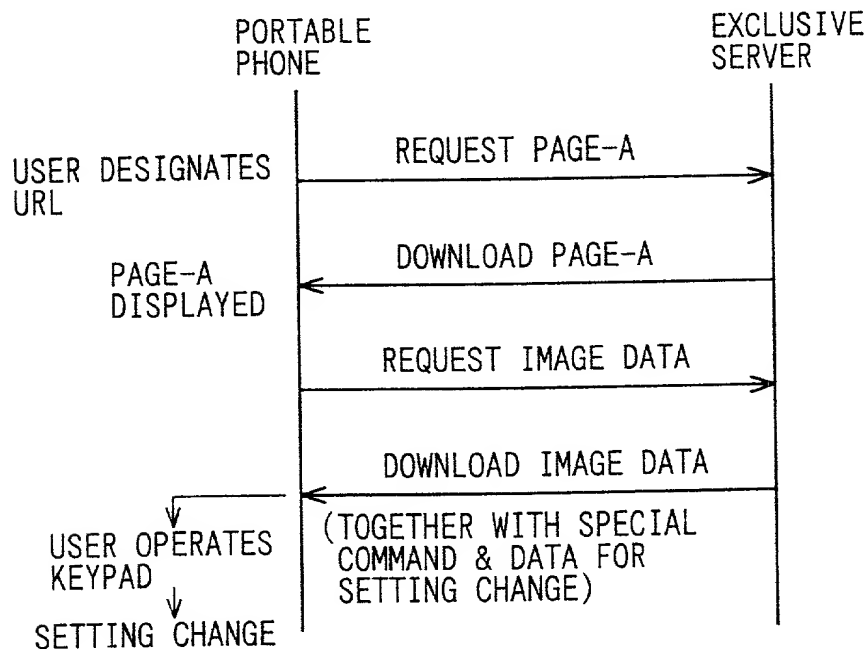 PORTABLE
PHONE
EXCLUSIVE
SERVER
REQUEST PAGE-A
USER DESIGNATES
URL
DOWNLOAD PAGE-A
PAGE-A
DISPLAYED
REQUEST IMAGE DATA
DOWNLOAD IMAGE DATA
(TOGETHER WITH SPECIAL
COMMAND & DATA FOR
SETTING CHANGE)
USER OPERATES
KEYPAD
SETTING CHANGE